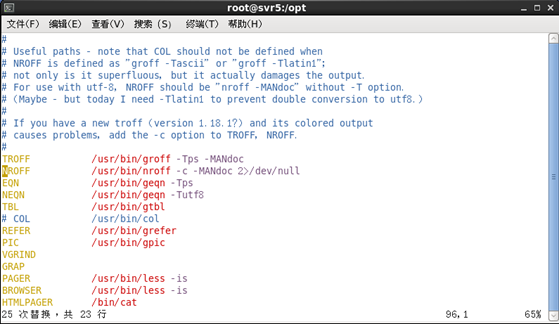 root@svr5:/opt
文件(F) 编辑(E) 查看(V) 搜索 (S) 终端(T) 帮助(H)
#
# Useful paths - note that COL should not be defined when
# NROFF is defined as "groff -Tascii" or "groff -Tlatin1";
# not only is it superfluous, but it actually damages the output.
# For use with utf-8, NROFF should be "nroff -MANdoc" without -T option.
# (Maybe - but today I need -Tlatin1 to prevent double conversion to utf8.)
#
# If you have a new troff (version 1.18.1?) and its colored output
# causes problems, add the -c option to TROFF, NROFF.
#
TROFF /usr/bin/groff -Tps -MANdoc
NROFF /usr/bin/nroff -c -MANdoc 2>/dev/null
EQN /usr/bin/geqn -Tps
NEQN /usr/bin/geqn -Tutf8
TBL /usr/bin/gtbl
# COL /usr/bin/col
REFER /usr/bin/grefer
PIC /usr/bin/gpic
VGRIND
GRAP
PAGER /usr/bin/less -is
BROWSER /usr/bin/less -is
HTMLPAGER /bin/cat
25 次替换，共 23 行 96,1 65%